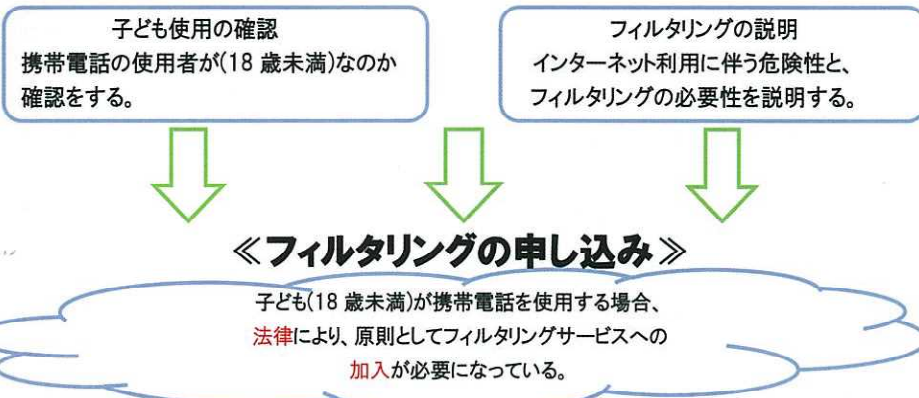 子ども使用の確認
携帯電話の使用者が(18 歳未満)なのか
確認をする。
フィルタリングの説明
インターネット利用に伴う危険性と、
フィルタリングの必要性を説明する。
≪フィルタリングの申し込み≫
子ども(18 歳未満)が携帯電話を使用する場合、
法律により、原則としてフィルタリングサービスへの
加入が必要になっている。